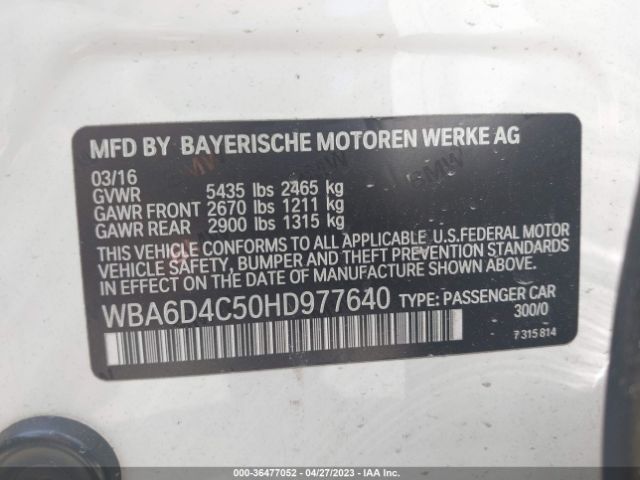 MFD BY BAYERISCHE MOTOREN WERKE AG
03/16
GVWR 5435 lbs 2465 kg
GAWR FRONT 2670 lbs 1211 kg
GAWR REAR 2900 lbs 1315 kg
THIS VEHICLE CONFORMS TO ALL APPLICABLE U.S.FEDERAL MOTOR
VEHICLE SAFETY, BUMPER AND THEFT PREVENTION STANDARDS
IN EFFECT ON THE DATE OF MANUFACTURE SHOWN ABOVE.
WBA6D4C50HD977640 TYPE: PASSENGER CAR
300/0
7 315 814
000-36477052 - 04/27/2023 - IAA